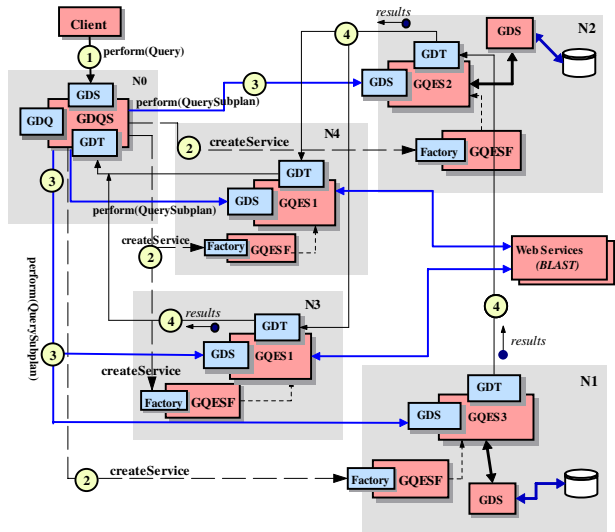 results
Client
4
N2
GDS
1
perform(Query)
GDT
N0
GDS
3
GDS
GQES2
perform(QuerySubplan)
GDQ
GDQS
N4
GDT
2
createService
Factory
GQESF
3
GDT
GDS
GQES1
perform(QuerySubplan)
createService
Factory
GQESF
2
Web Services
(BLAST)
perform(QuerySubplan)
N3
4
results
4
GDT
results
3
GDS
GQES1
createService
N1
GDT
Factory
GQESF
GDS
GQES3
createService
2
Factory
GQESF
GDS